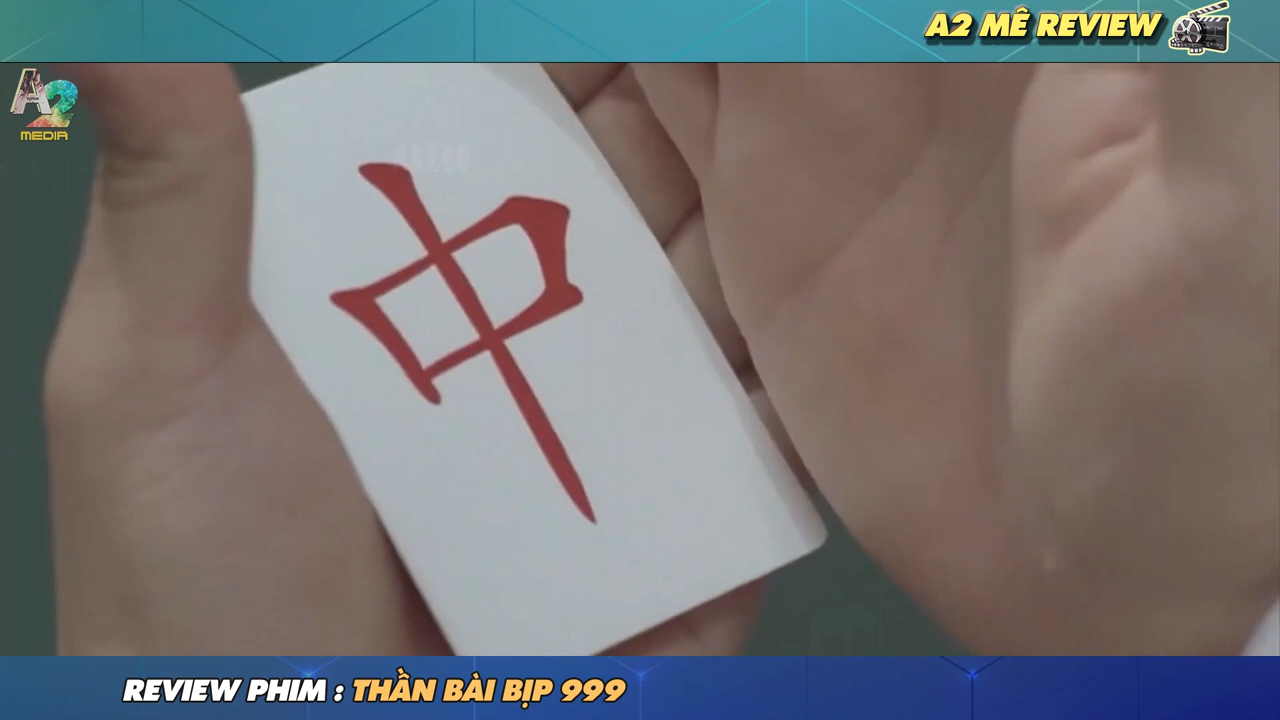 A2 MÊ REVIEW
A2
MEDIA
中
REVIEW PHIM : THẦN BÀI BỊP 999